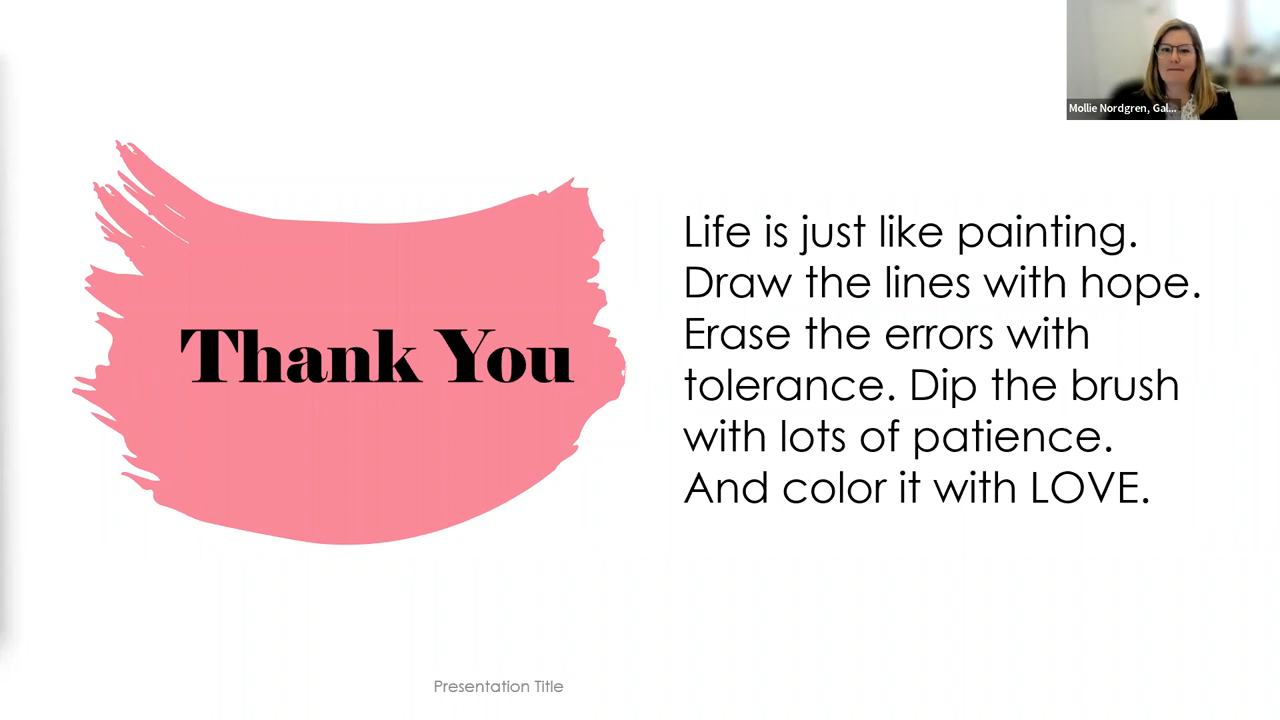 Mollie Nordgren, Gal...
Thank You
Life is just like painting.
Draw the lines with hope.
Erase the errors with
tolerance. Dip the brush
with lots of patience.
And color it with LOVE.
Presentation Title